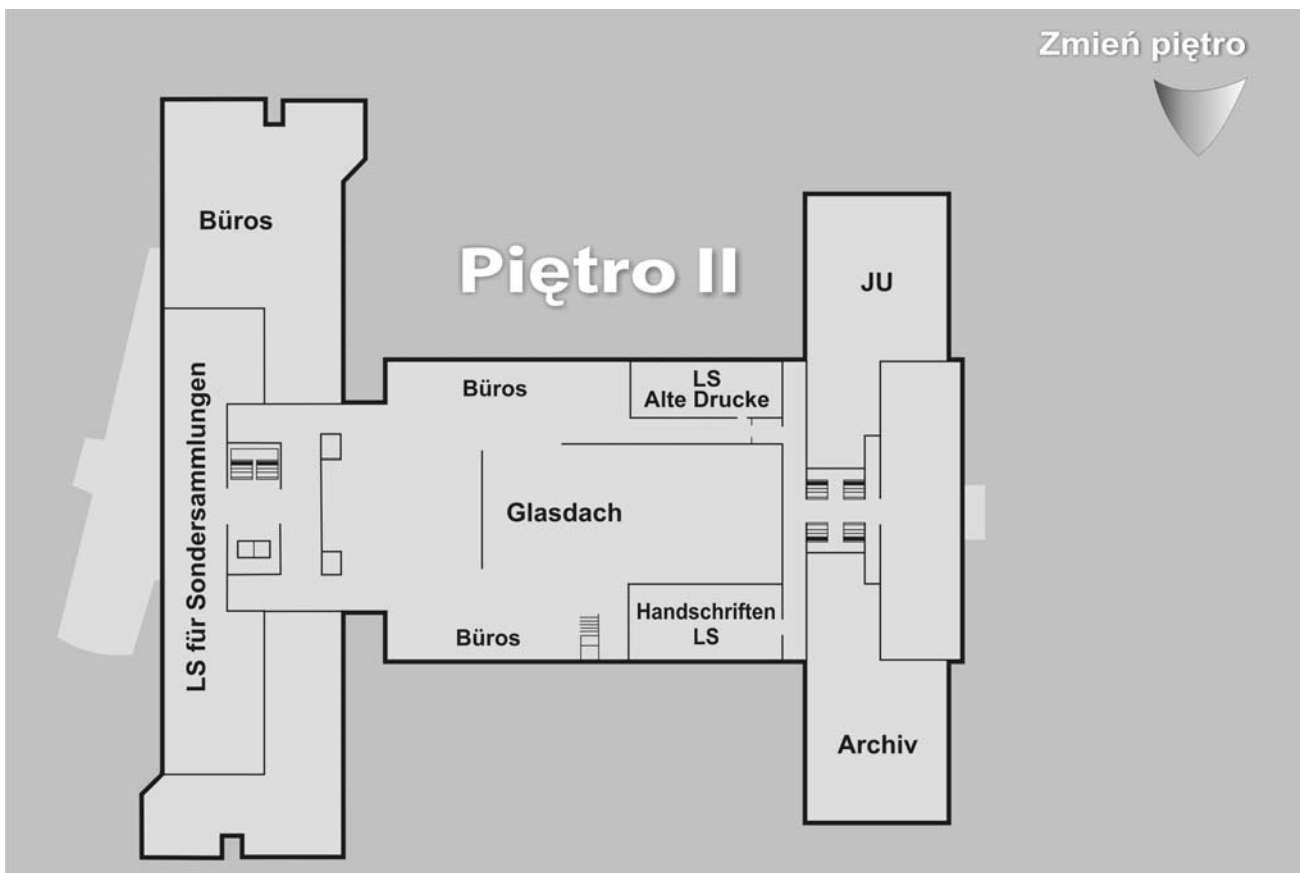 Zmień piętro
Büros
Piętro II
JU
LS für Sondersammlungen
Büros
LS
Alte Drucke
Glasdach
Handschriften
LS
Büros
Archiv